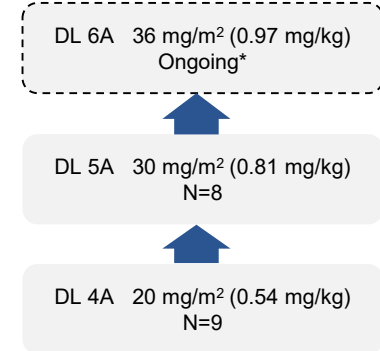 DL 6A 36 mg/m² (0.97 mg/kg)
Ongoing*
DL 5A 30 mg/m² (0.81 mg/kg)
N=8
DL 4A 20 mg/m² (0.54 mg/kg)
N=9